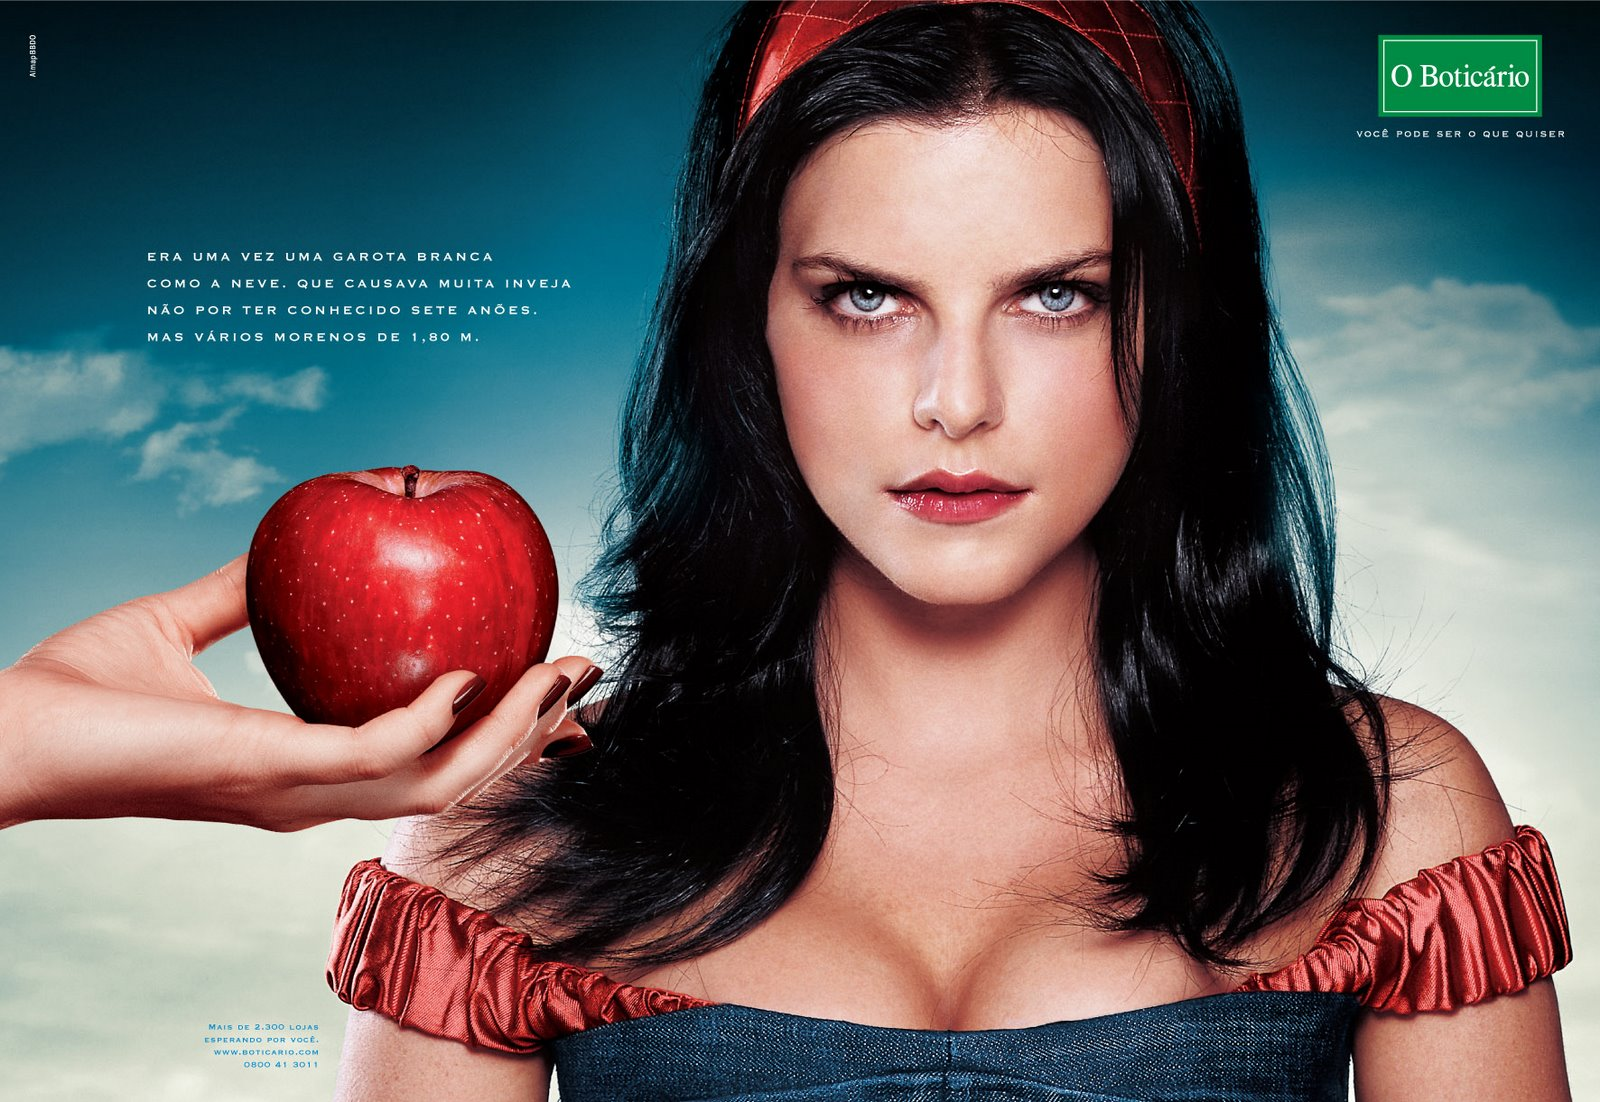 AlmapBBDO
O Boticário
VOCÊ PODE SER O QUE QUISER
ERA UMA VEZ UMA GAROTA BRANCA
COMO A NEVE. QUE CAUSAVA MUITA INVEJA
NÃO POR TER CONHECIDO SETE ANÕES.
MAS VÁRIOS MORENOS DE 1,80 M.
MAIS DE 2.300 LOJAS
ESPERANDO POR VOCÊ.
WWW.BOTICARIO.COM
0800 41 3011